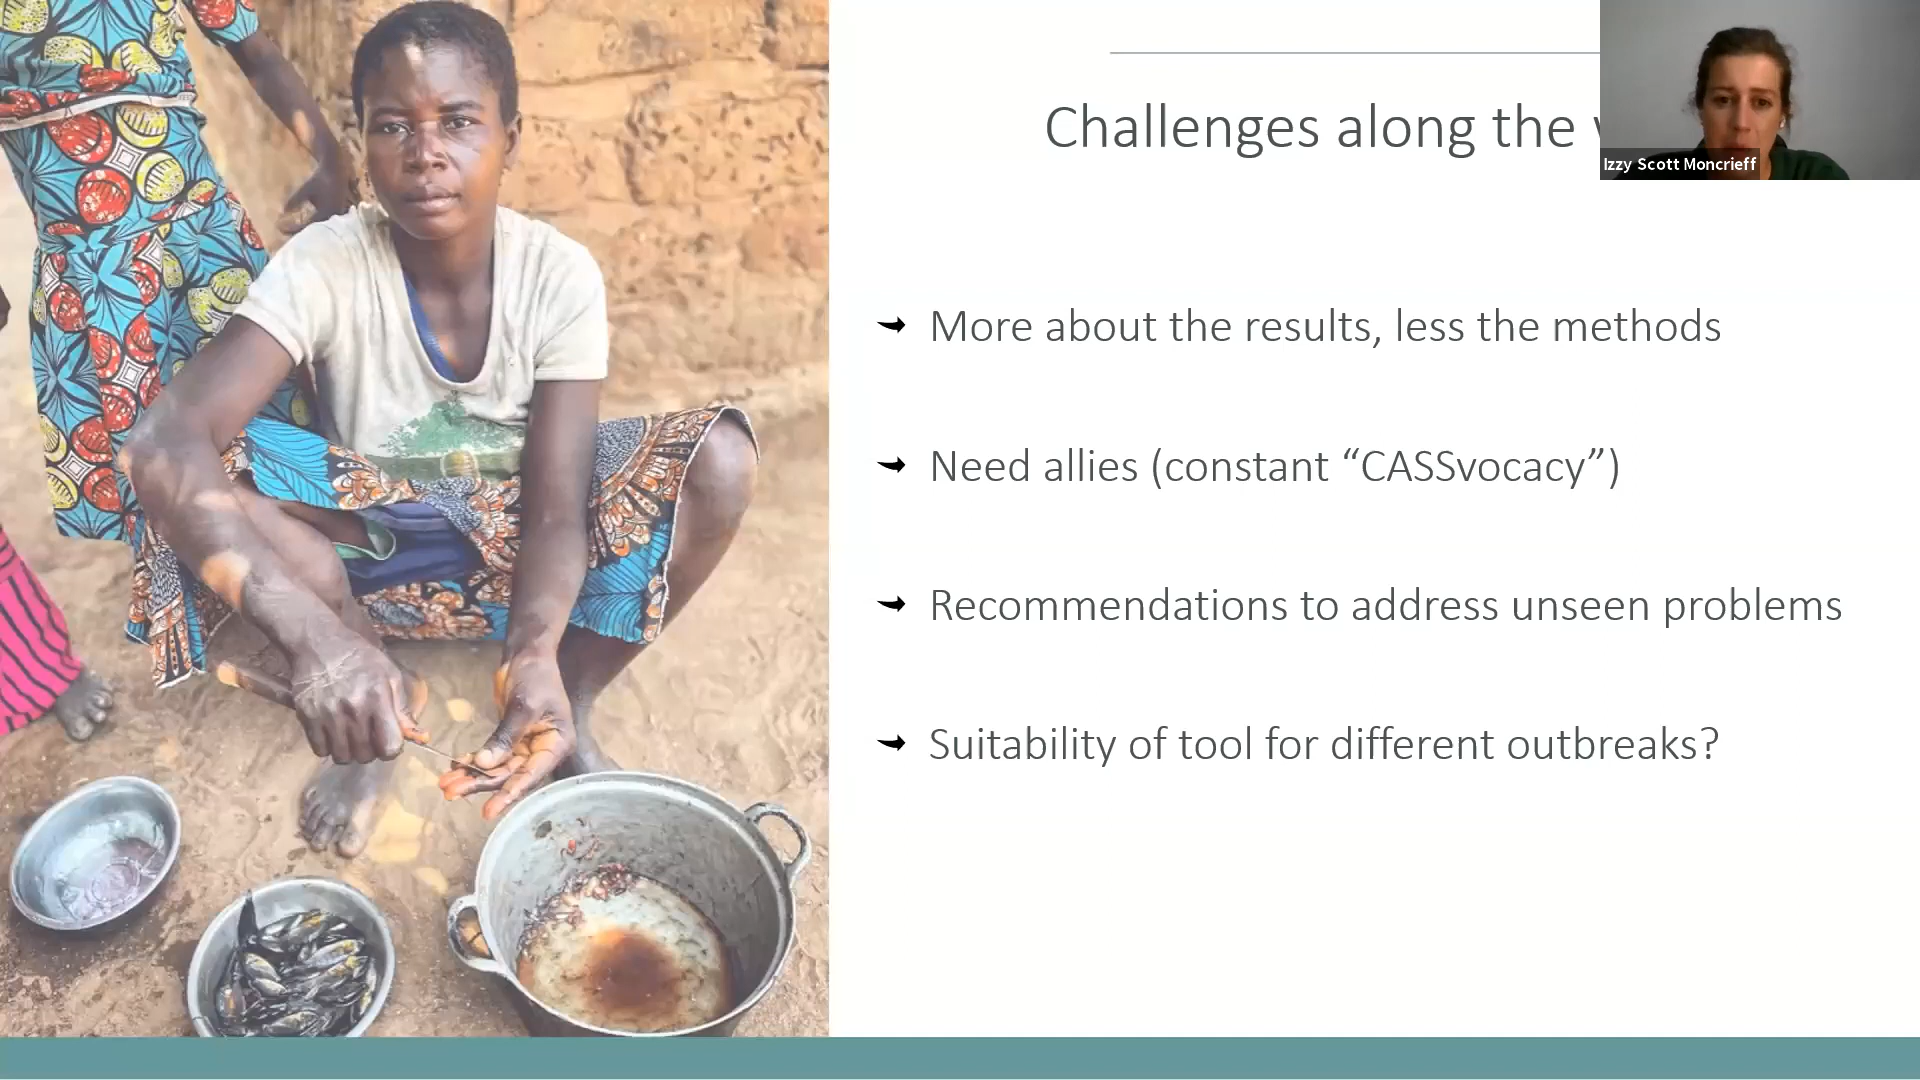 Challenges along the
Izzy Scott Moncrieff
More about the results, less the methods
Need allies (constant “CASSvocacy”)
Recommendations to address unseen problems
Suitability of tool for different outbreaks?